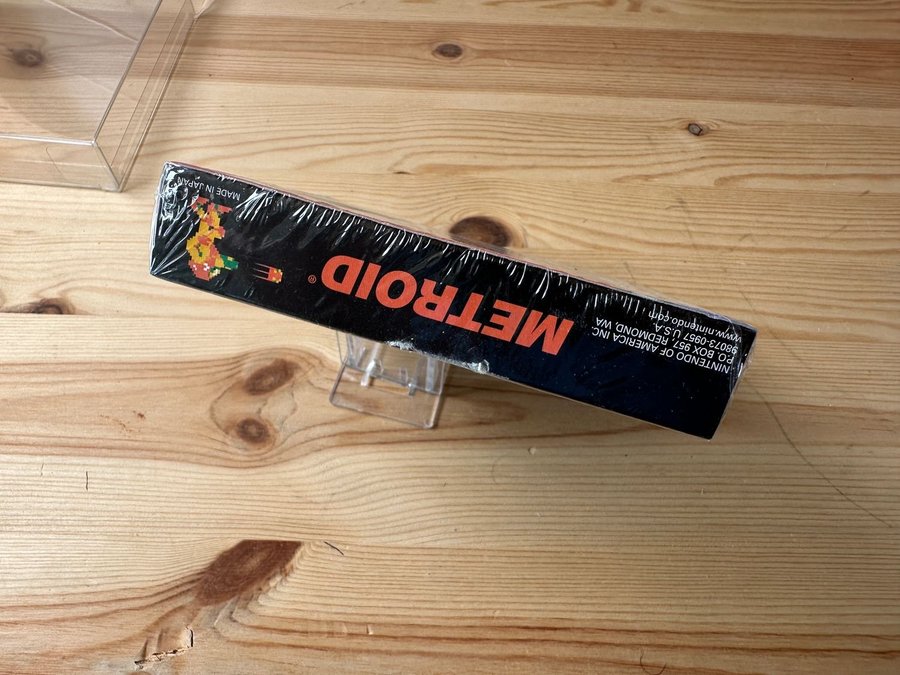 NINTENDO OF AMERICA INC.
P.O. BOX 957, REDMOND, WA
98073-0957 U.S.A.
www.nintendo.com
METROID®
MADE IN JAPAN